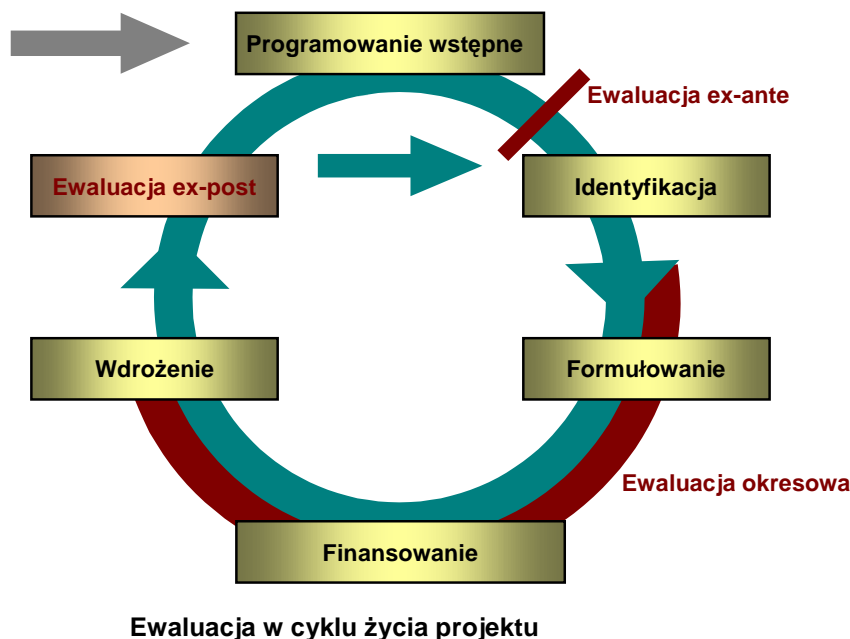 Programowanie wstępne
Ewaluacja ex-ante
Ewaluacja ex-post
Identyfikacja
Wdrożenie
Formułowanie
Ewaluacja okresowa
Finansowanie
Ewaluacja w cyklu życia projektu